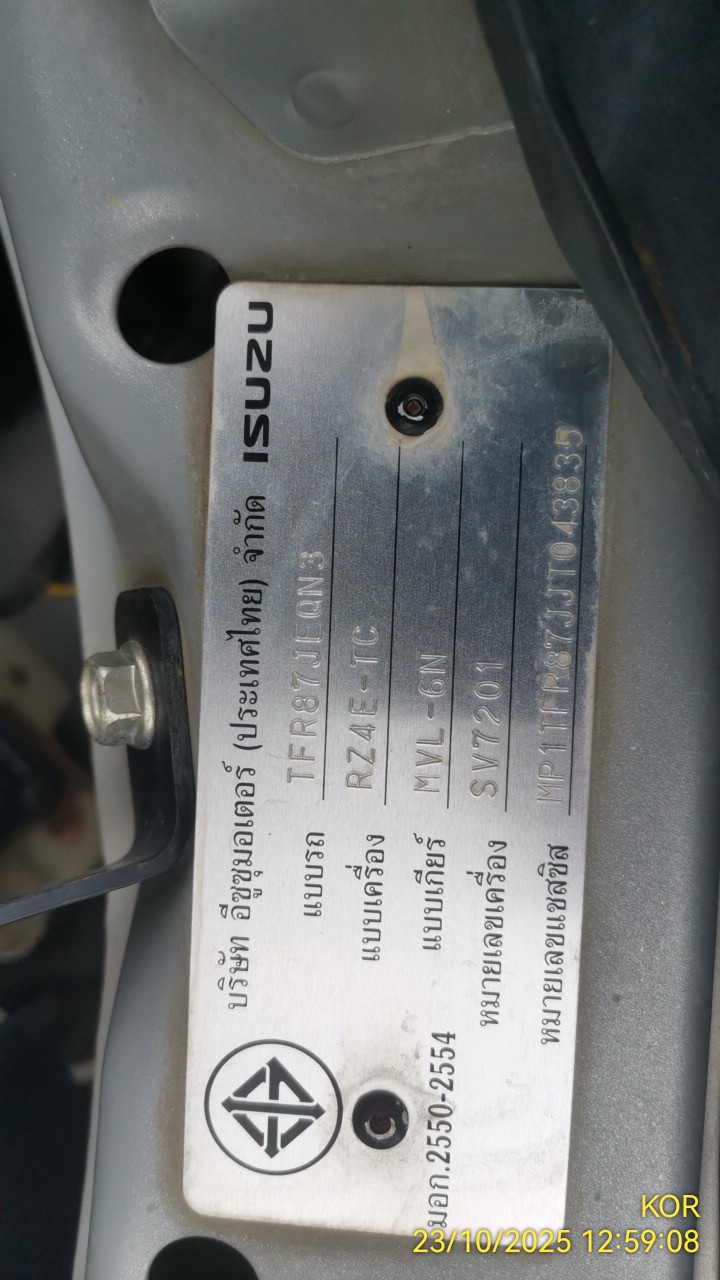 บริษัท อีซูซุมอเตอร์ (ประเทศไทย) จำกัด ISUZU
แบบรถ TFR87JEQN3
แบบเครื่อง RZ4E-TC
แบบเกียร์ MVL-6N
หมายเลขเครื่อง SV7201
หมายเลขแชสซิส MP1TFR87JJT043835
มอก.2550-2554
KOR
23/10/2025 12:59:08